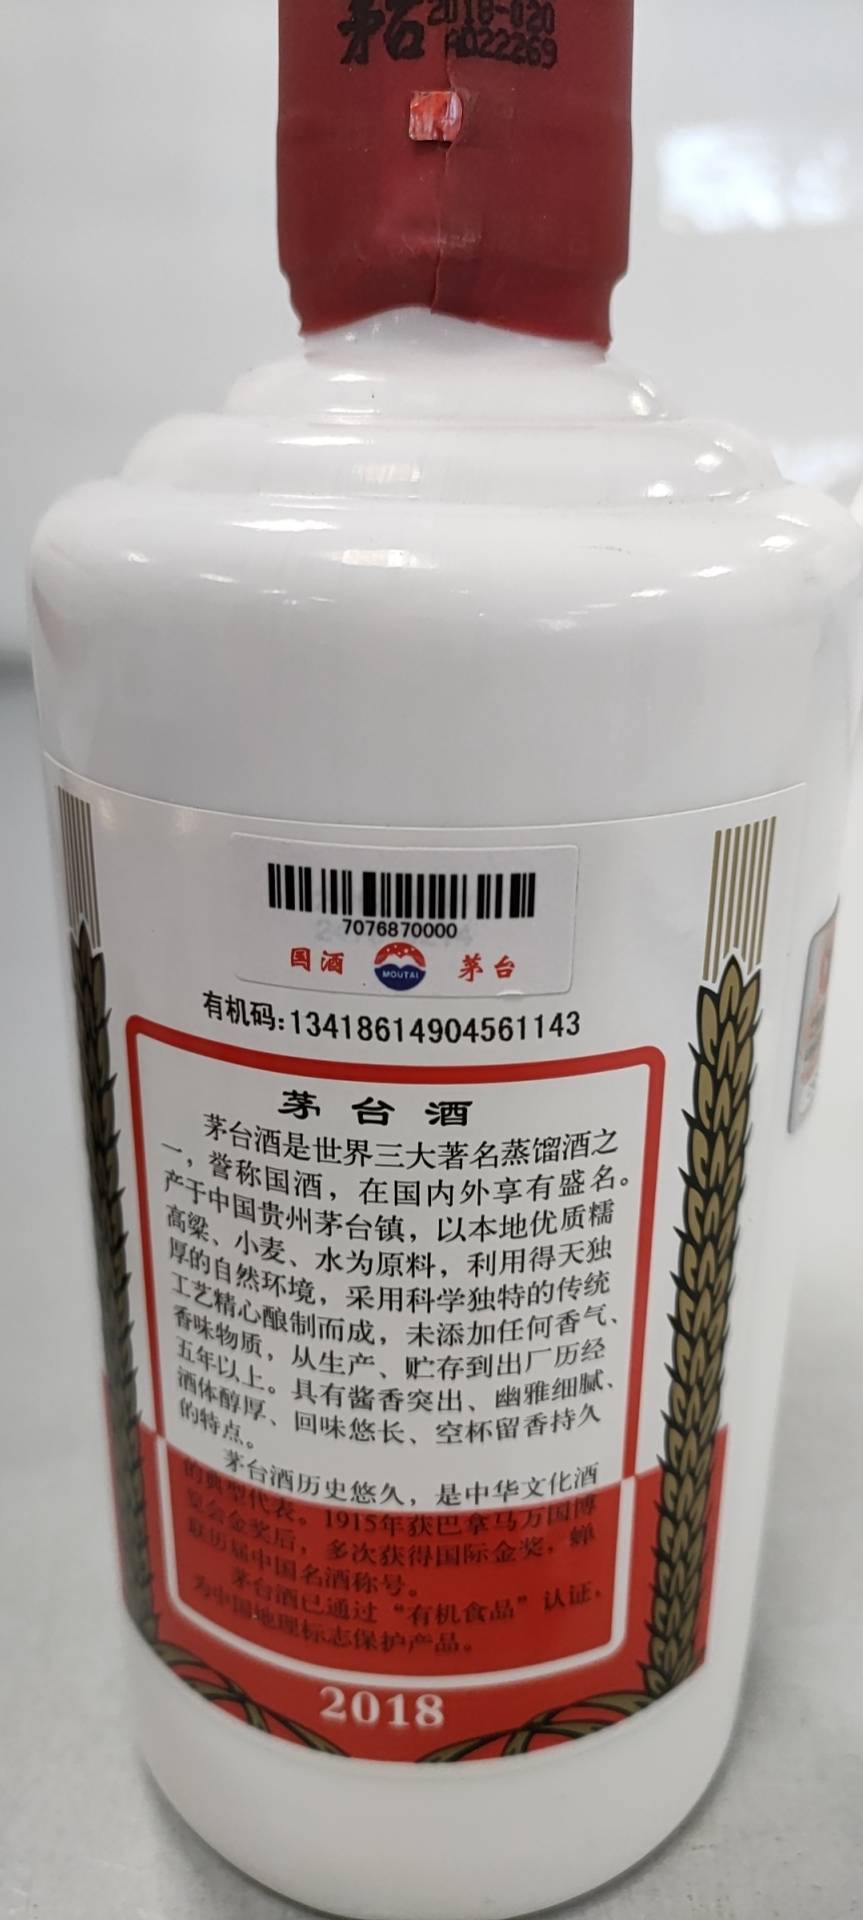 茅台 2018-020
A022269
7076870000
国酒 MOUTAI 茅台
有机码:13418614904561143
茅台酒
茅台酒是世界三大著名蒸馏酒之
一，誉称国酒，在国内外享有盛名。
产于中国贵州茅台镇，以本地优质糯
高粱、小麦、水为原料，利用得天独
厚的自然环境，采用科学独特的传统
工艺精心酿制而成，未添加任何香气、
香味物质，从生产、贮存到出厂历经
五年以上。具有酱香突出、幽雅细腻、
酒体醇厚、回味悠长、空杯留香持久
的特点。
茅台酒历史悠久，是中华文化酒
的典型代表。1915年获巴拿马万国博
览会金奖后，多次获得国际金奖，蝉
联历届中国名酒称号。
茅台酒已通过“有机食品”认证，
为中国地理标志保护产品。
2018